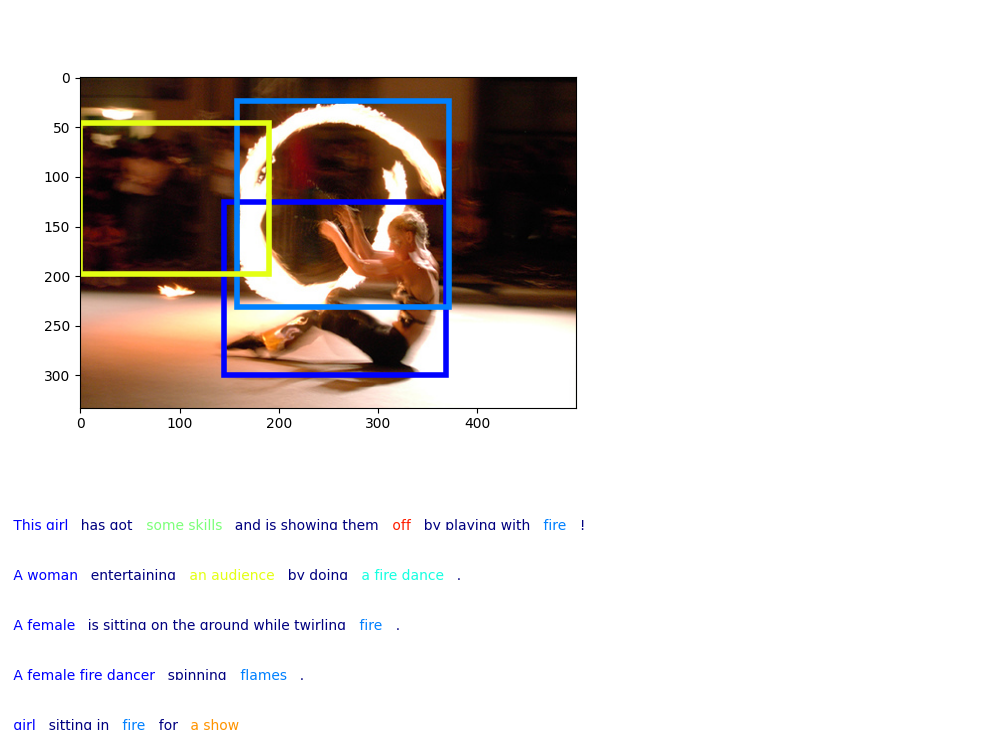 0
50
100
150
200
250
300
0 100 200 300 400
This girl has got some skills and is showing them off by playing with fire !
A woman entertaining an audience by doing a fire dance .
A female is sitting on the ground while twirling fire .
A female fire dancer spinning flames .
girl sitting in fire for a show